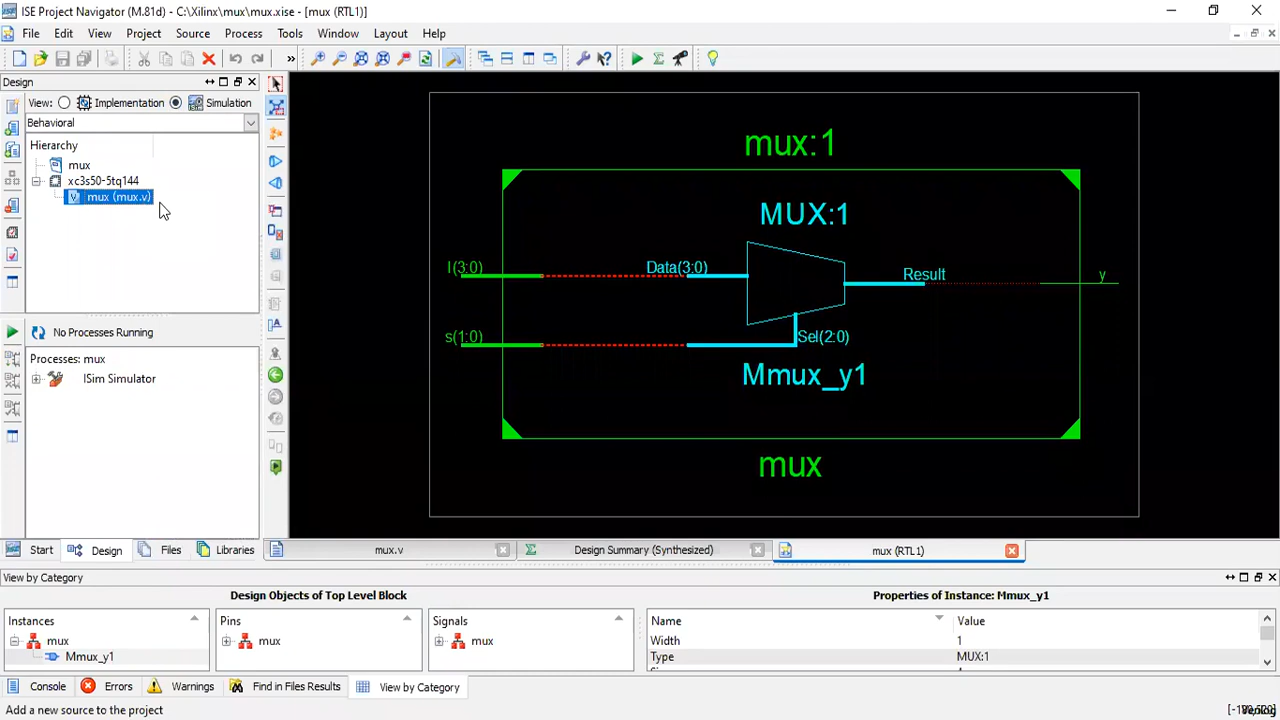 ISE Project Navigator (M.81d) - C:\Xilinx\mux\mux.xise - [mux (RTL1)]
File Edit View Project Source Process Tools Window Layout Help
Design
View: Implementation Simulation
Behavioral
Hierarchy
mux
xc3s50-5tq144
mux (mux.v)
No Processes Running
Processes: mux
ISim Simulator
mux:1
MUX:1
I(3:0)
Data(3:0)
Result
y
s(1:0)
Sel(2:0)
Mmux_y1
mux
Start Design Files Libraries
mux.v Design Summary (Synthesized) mux (RTL1)
View by Category
Design Objects of Top Level Block Properties of Instance: Mmux_y1
Instances Pins Signals Name Value
mux mux mux Width 1
Mmux_y1 Type MUX:1
Console Errors Warnings Find in Files Results View by Category
Add a new source to the project